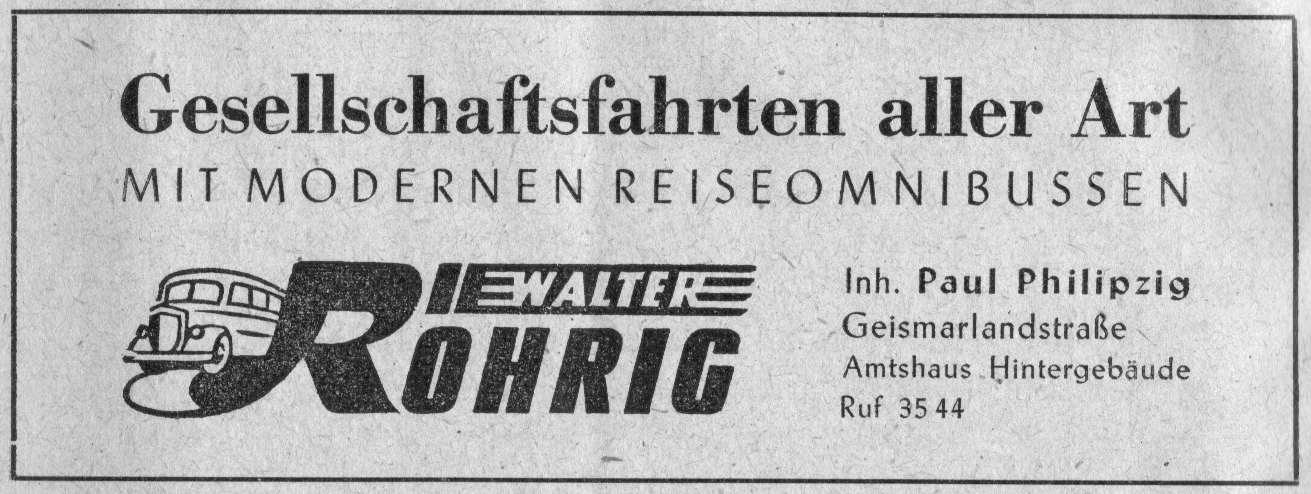 Gesellschaftsfahrten aller Art
MIT MODERNEN REISEOMNIBUSSEN
WALTER
RÖHRIG
Inh. Paul Philipzig
Geismarlandstraße
Amtshaus Hintergebäude
Ruf 35 44